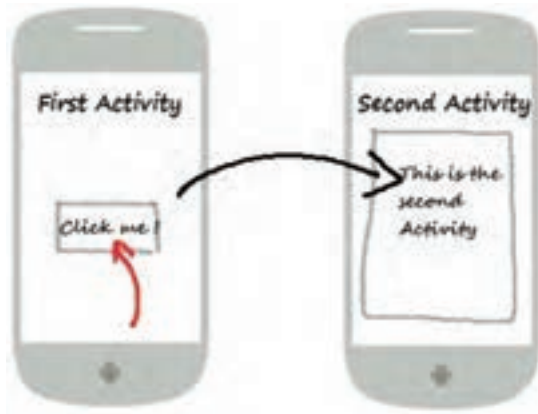 First Activity
Click me!
Second Activity
This is the
second
Activity